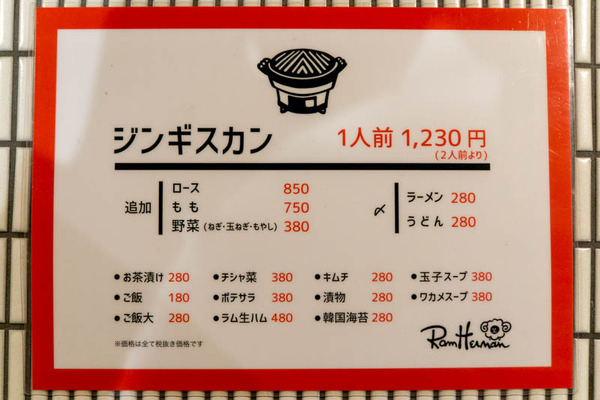 ジンギスカン 1人前 1,230 円
(2人前より)
追加
ロース 850
もも 750
野菜 (ねぎ・玉ねぎ・もやし) 380
〆
ラーメン 280
うどん 280
●お茶漬け 280 ●チシャ菜 380 ●キムチ 280 ●玉子スープ 380
●ご飯 180 ●ポテサラ 380 ●漬物 280 ●ワカメスープ 380
●ご飯大 280 ●ラム生ハム 480 ●韓国海苔 280
※価格は全て税抜き価格です
Ram Herman